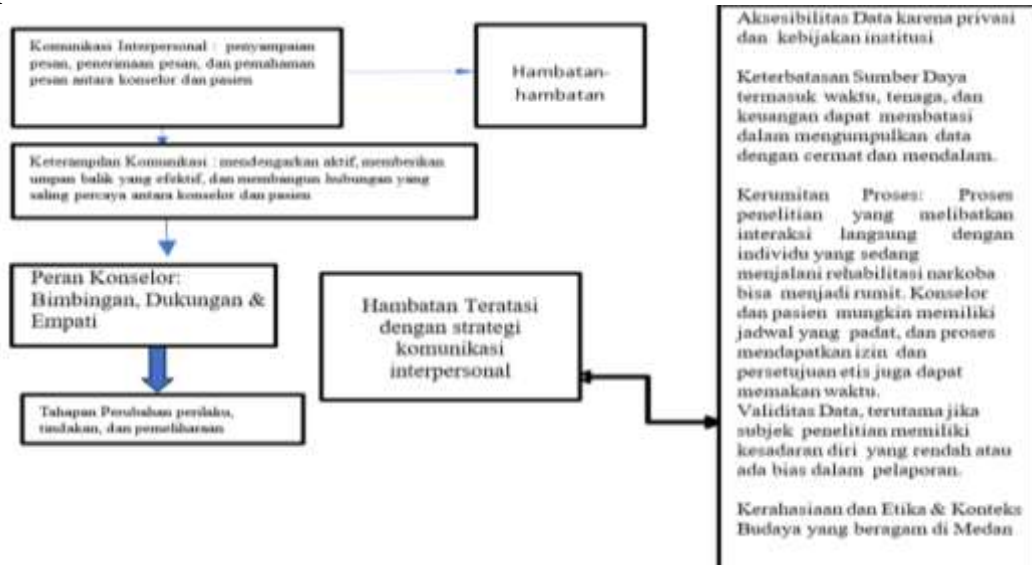 Komunikasi Interpersonal : penyampaian
pesan, penerimaan pesan, dan pemahaman
pesan antara konselor dan pasien
Hambatan-
hambatan
Keterampilan Komunikasi : mendengarkan aktif, memberikan
umpan balik yang efektif, dan membangun hubungan yang
saling percaya antara konselor dan pasien
Peran Konselor:
Bimbingan, Dukungan &
Empati
Tahapan Perubahan perilaku,
tindakan, dan pemeliharaan
Hambatan Teratasi
dengan strategi
komunikasi
interpersonal
Aksesibilitas Data karena privasi
dan kebijakan institusi
Keterbatasan Sumber Daya
termasuk waktu, tenaga, dan
keuangan dapat membatasi
dalam mengumpulkan data
dengan cermat dan mendalam.
Kerumitan Proses: Proses
penelitian yang melibatkan
interaksi langsung dengan
individu yang sedang
menjalani rehabilitasi narkoba
bisa menjadi rumit. Konselor
dan pasien mungkin memiliki
jadwal yang padat, dan proses
mendapatkan izin dan
persetujuan etis juga dapat
memakan waktu.
Validitas Data, terutama jika
subjek penelitian memiliki
kesadaran diri yang rendah atau
ada bias dalam pelaporan.
Kerahasiaan dan Etika & Konteks
Budaya yang beragam di Medan